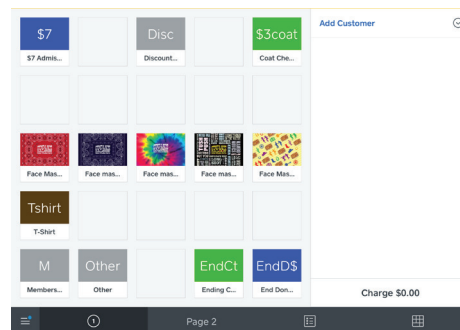 $7
Disc
$3coat
Add Customer
$7 Admis...
Discount...
Coat Che...
Face Mas...
Face mas...
Face mas...
Face mas...
Face Mas...
Tshirt
T-Shirt
M
Other
EndCt
EndD$
Members...
Other
Ending C...
End Don...
Charge $0.00
1
Page 2